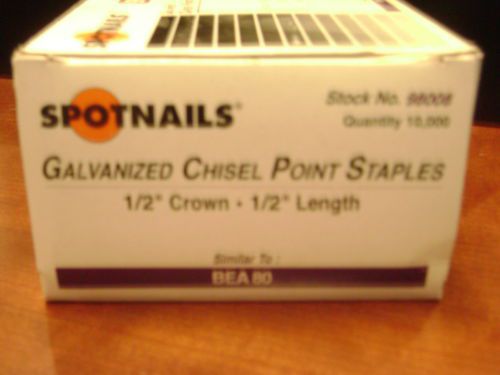 SPOTNAILS®
Stock No. 98008
Quantity 10,000
GALVANIZED CHISEL POINT STAPLES
1/2" Crown • 1/2" Length
Similar To :
BEA 80